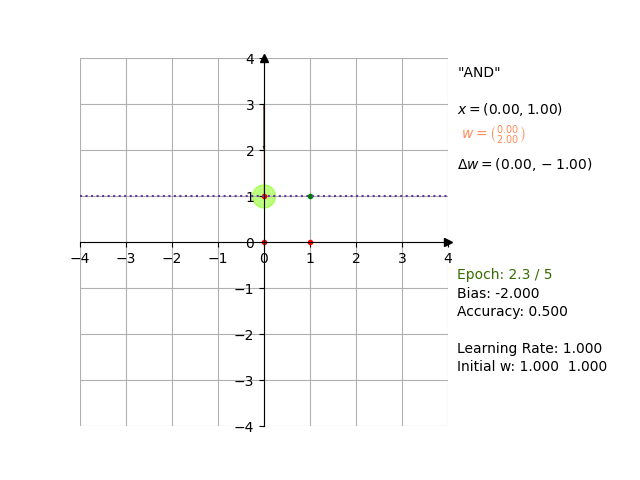 "AND"
x = (0.00, 1.00)
w = (0.00 2.00)
Δw = (0.00, −1.00)
4
3
2
1
0
−4 −3 −2 −1 0 1 2 3 4
−1
−2
−3
−4
Epoch: 2.3 / 5
Bias: -2.000
Accuracy: 0.500
Learning Rate: 1.000
Initial w: 1.000 1.000